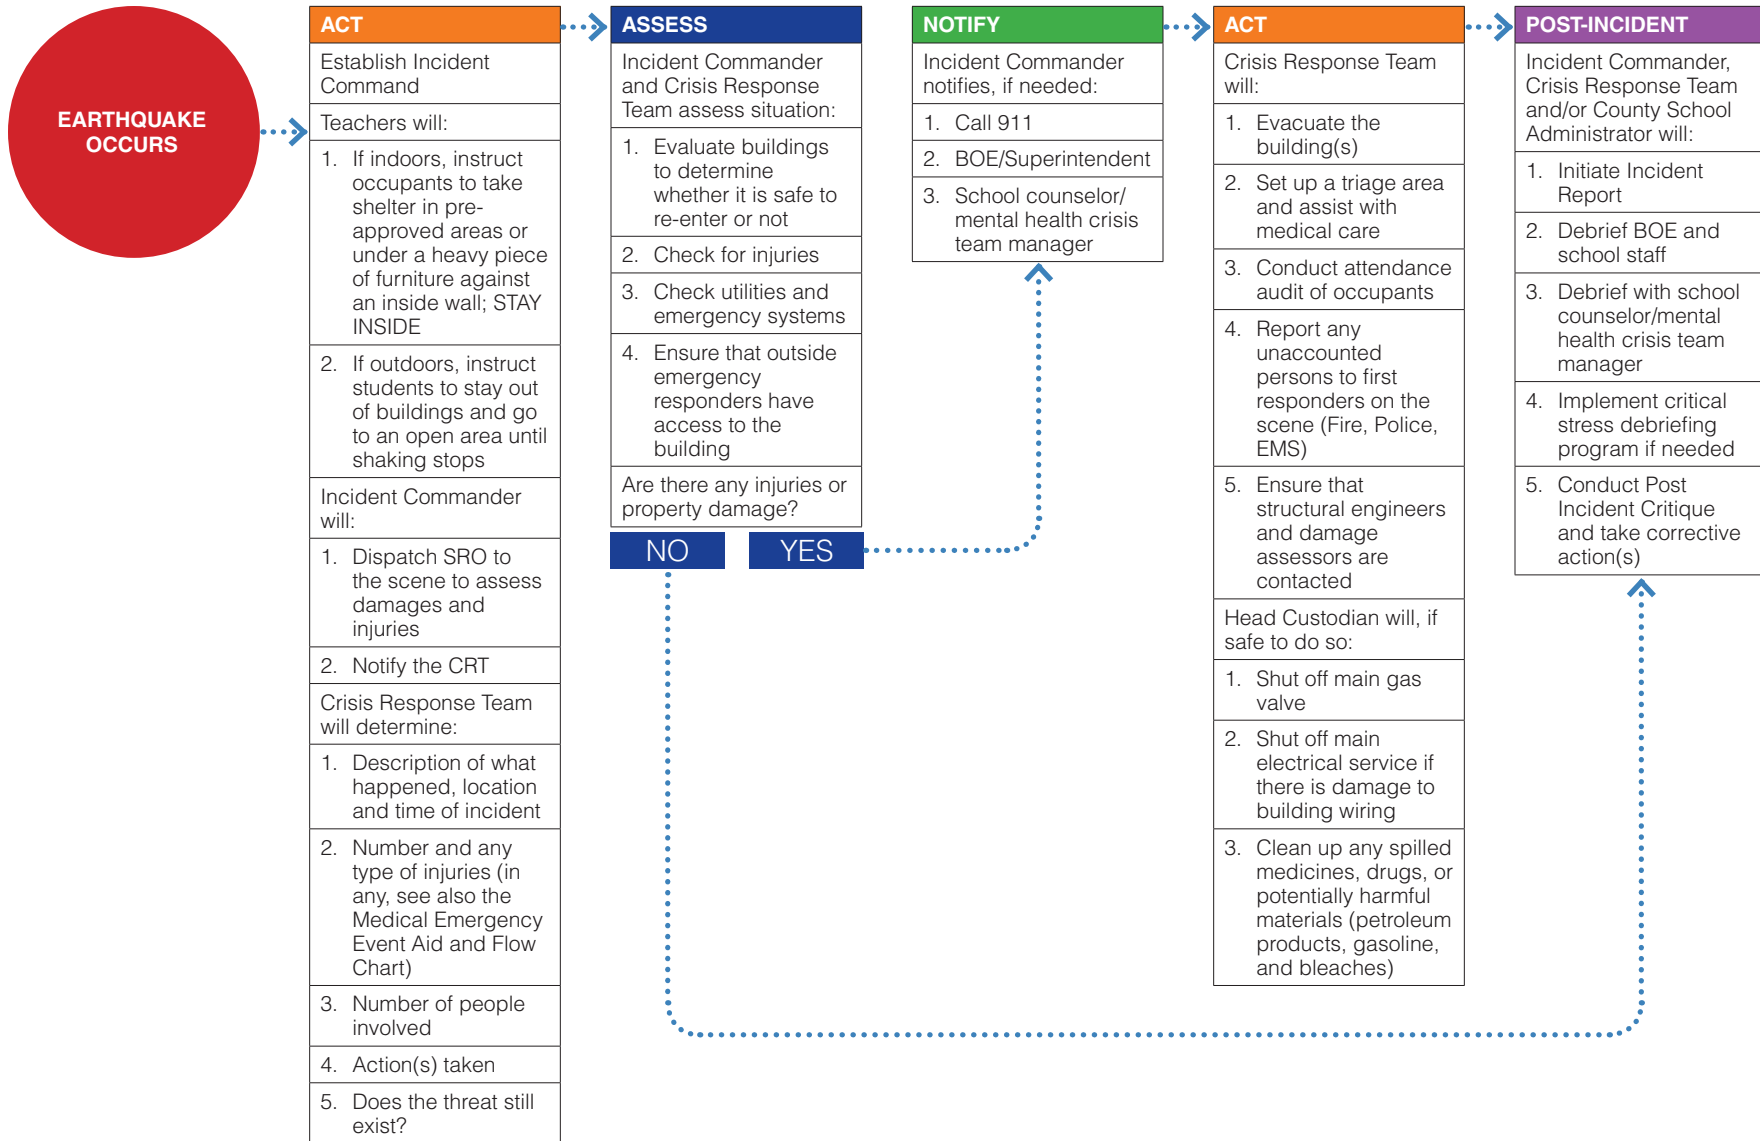 EARTHQUAKE
OCCURS
ACT
Establish Incident
Command
Teachers will:
1. If indoors, instruct
occupants to take
shelter in pre-
approved areas or
under a heavy piece
of furniture against
an inside wall; STAY
INSIDE
2. If outdoors, instruct
students to stay out
of buildings and go
to an open area until
shaking stops
Incident Commander
will:
1. Dispatch SRO to
the scene to assess
damages and
injuries
2. Notify the CRT
Crisis Response Team
will determine:
1. Description of what
happened, location
and time of incident
2. Number and any
type of injuries (in
any, see also the
Medical Emergency
Event Aid and Flow
Chart)
3. Number of people
involved
4. Action(s) taken
5. Does the threat still
exist?
ASSESS
Incident Commander
and Crisis Response
Team assess situation:
1. Evaluate buildings
to determine
whether it is safe to
re-enter or not
2. Check for injuries
3. Check utilities and
emergency systems
4. Ensure that outside
emergency
responders have
access to the
building
Are there any injuries or
property damage?
NO
YES
NOTIFY
Incident Commander
notifies, if needed:
1. Call 911
2. BOE/Superintendent
3. School counselor/
mental health crisis
team manager
ACT
Crisis Response Team
will:
1. Evacuate the
building(s)
2. Set up a triage area
and assist with
medical care
3. Conduct attendance
audit of occupants
4. Report any
unaccounted
persons to first
responders on the
scene (Fire, Police,
EMS)
5. Ensure that
structural engineers
and damage
assessors are
contacted
Head Custodian will, if
safe to do so:
1. Shut off main gas
valve
2. Shut off main
electrical service if
there is damage to
building wiring
3. Clean up any spilled
medicines, drugs, or
potentially harmful
materials (petroleum
products, gasoline,
and bleaches)
POST-INCIDENT
Incident Commander,
Crisis Response Team
and/or County School
Administrator will:
1. Initiate Incident
Report
2. Debrief BOE and
school staff
3. Debrief with school
counselor/mental
health crisis team
manager
4. Implement critical
stress debriefing
program if needed
5. Conduct Post
Incident Critique
and take corrective
action(s)